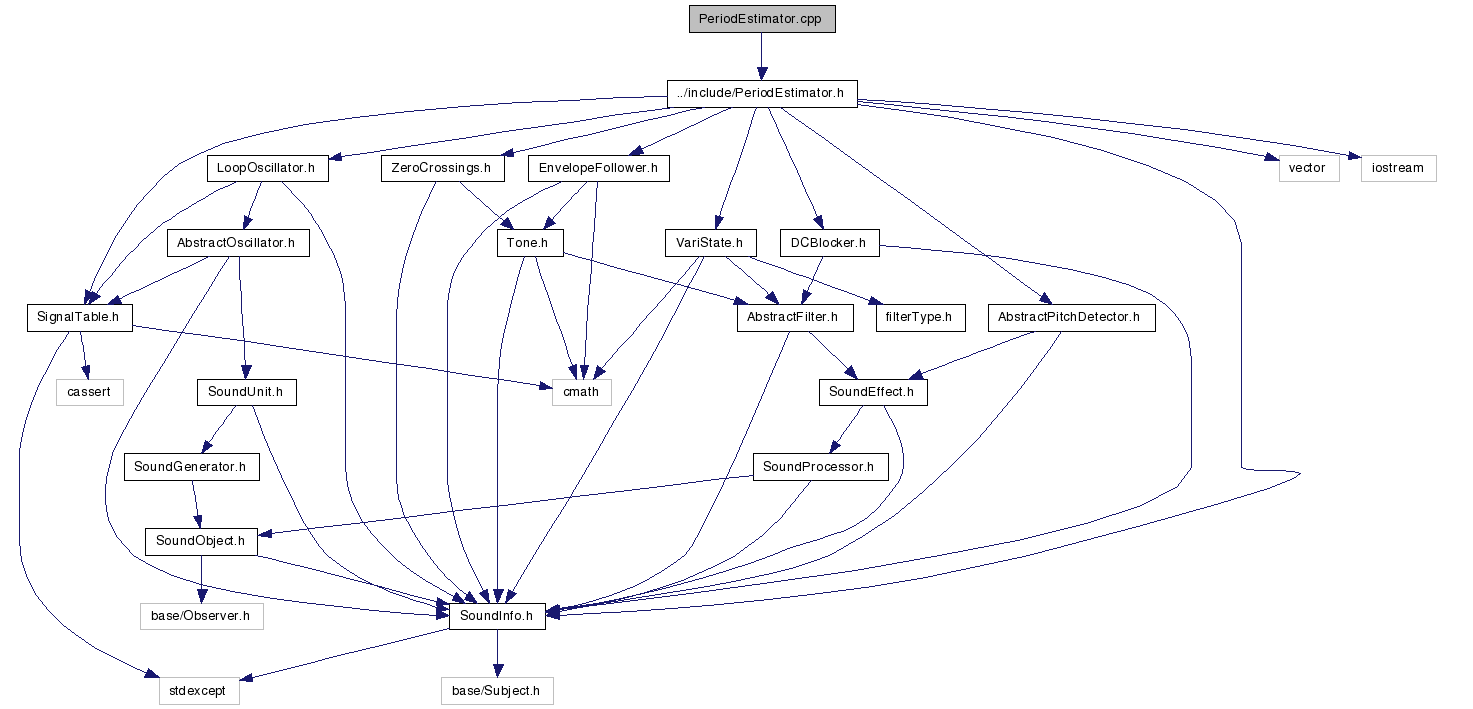 PeriodEstimator.cpp
../include/PeriodEstimator.h
LoopOscillator.h
ZeroCrossings.h
EnvelopeFollower.h
vector
iostream
AbstractOscillator.h
Tone.h
VariState.h
DCBlocker.h
SignalTable.h
AbstractFilter.h
filterType.h
AbstractPitchDetector.h
cassert
SoundUnit.h
cmath
SoundEffect.h
SoundGenerator.h
SoundProcessor.h
SoundObject.h
base/Observer.h
SoundInfo.h
stdexcept
base/Subject.h